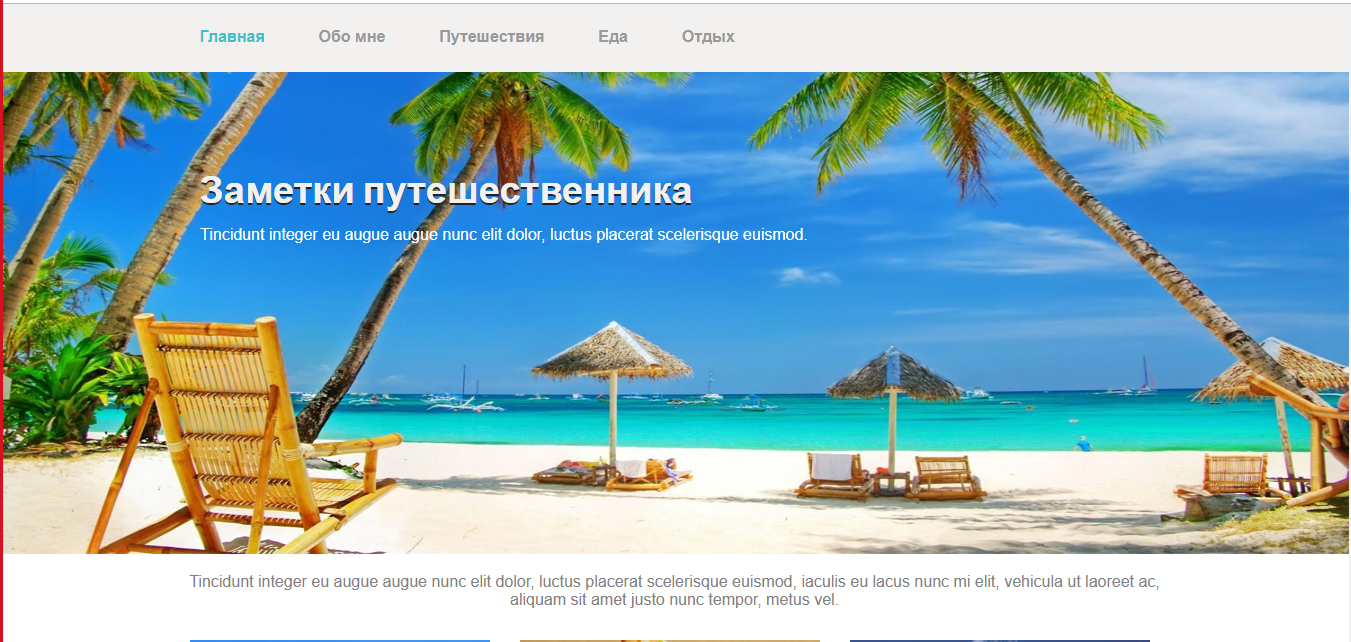 Главная Обо мне Путешествия Еда Отдых
Заметки путешественника
Tincidunt integer eu augue augue nunc elit dolor, luctus placerat scelerisque euismod.
Tincidunt integer eu augue augue nunc elit dolor, luctus placerat scelerisque euismod, iaculis eu lacus nunc mi elit, vehicula ut laoreet ac,
aliquam sit amet justo nunc tempor, metus vel.